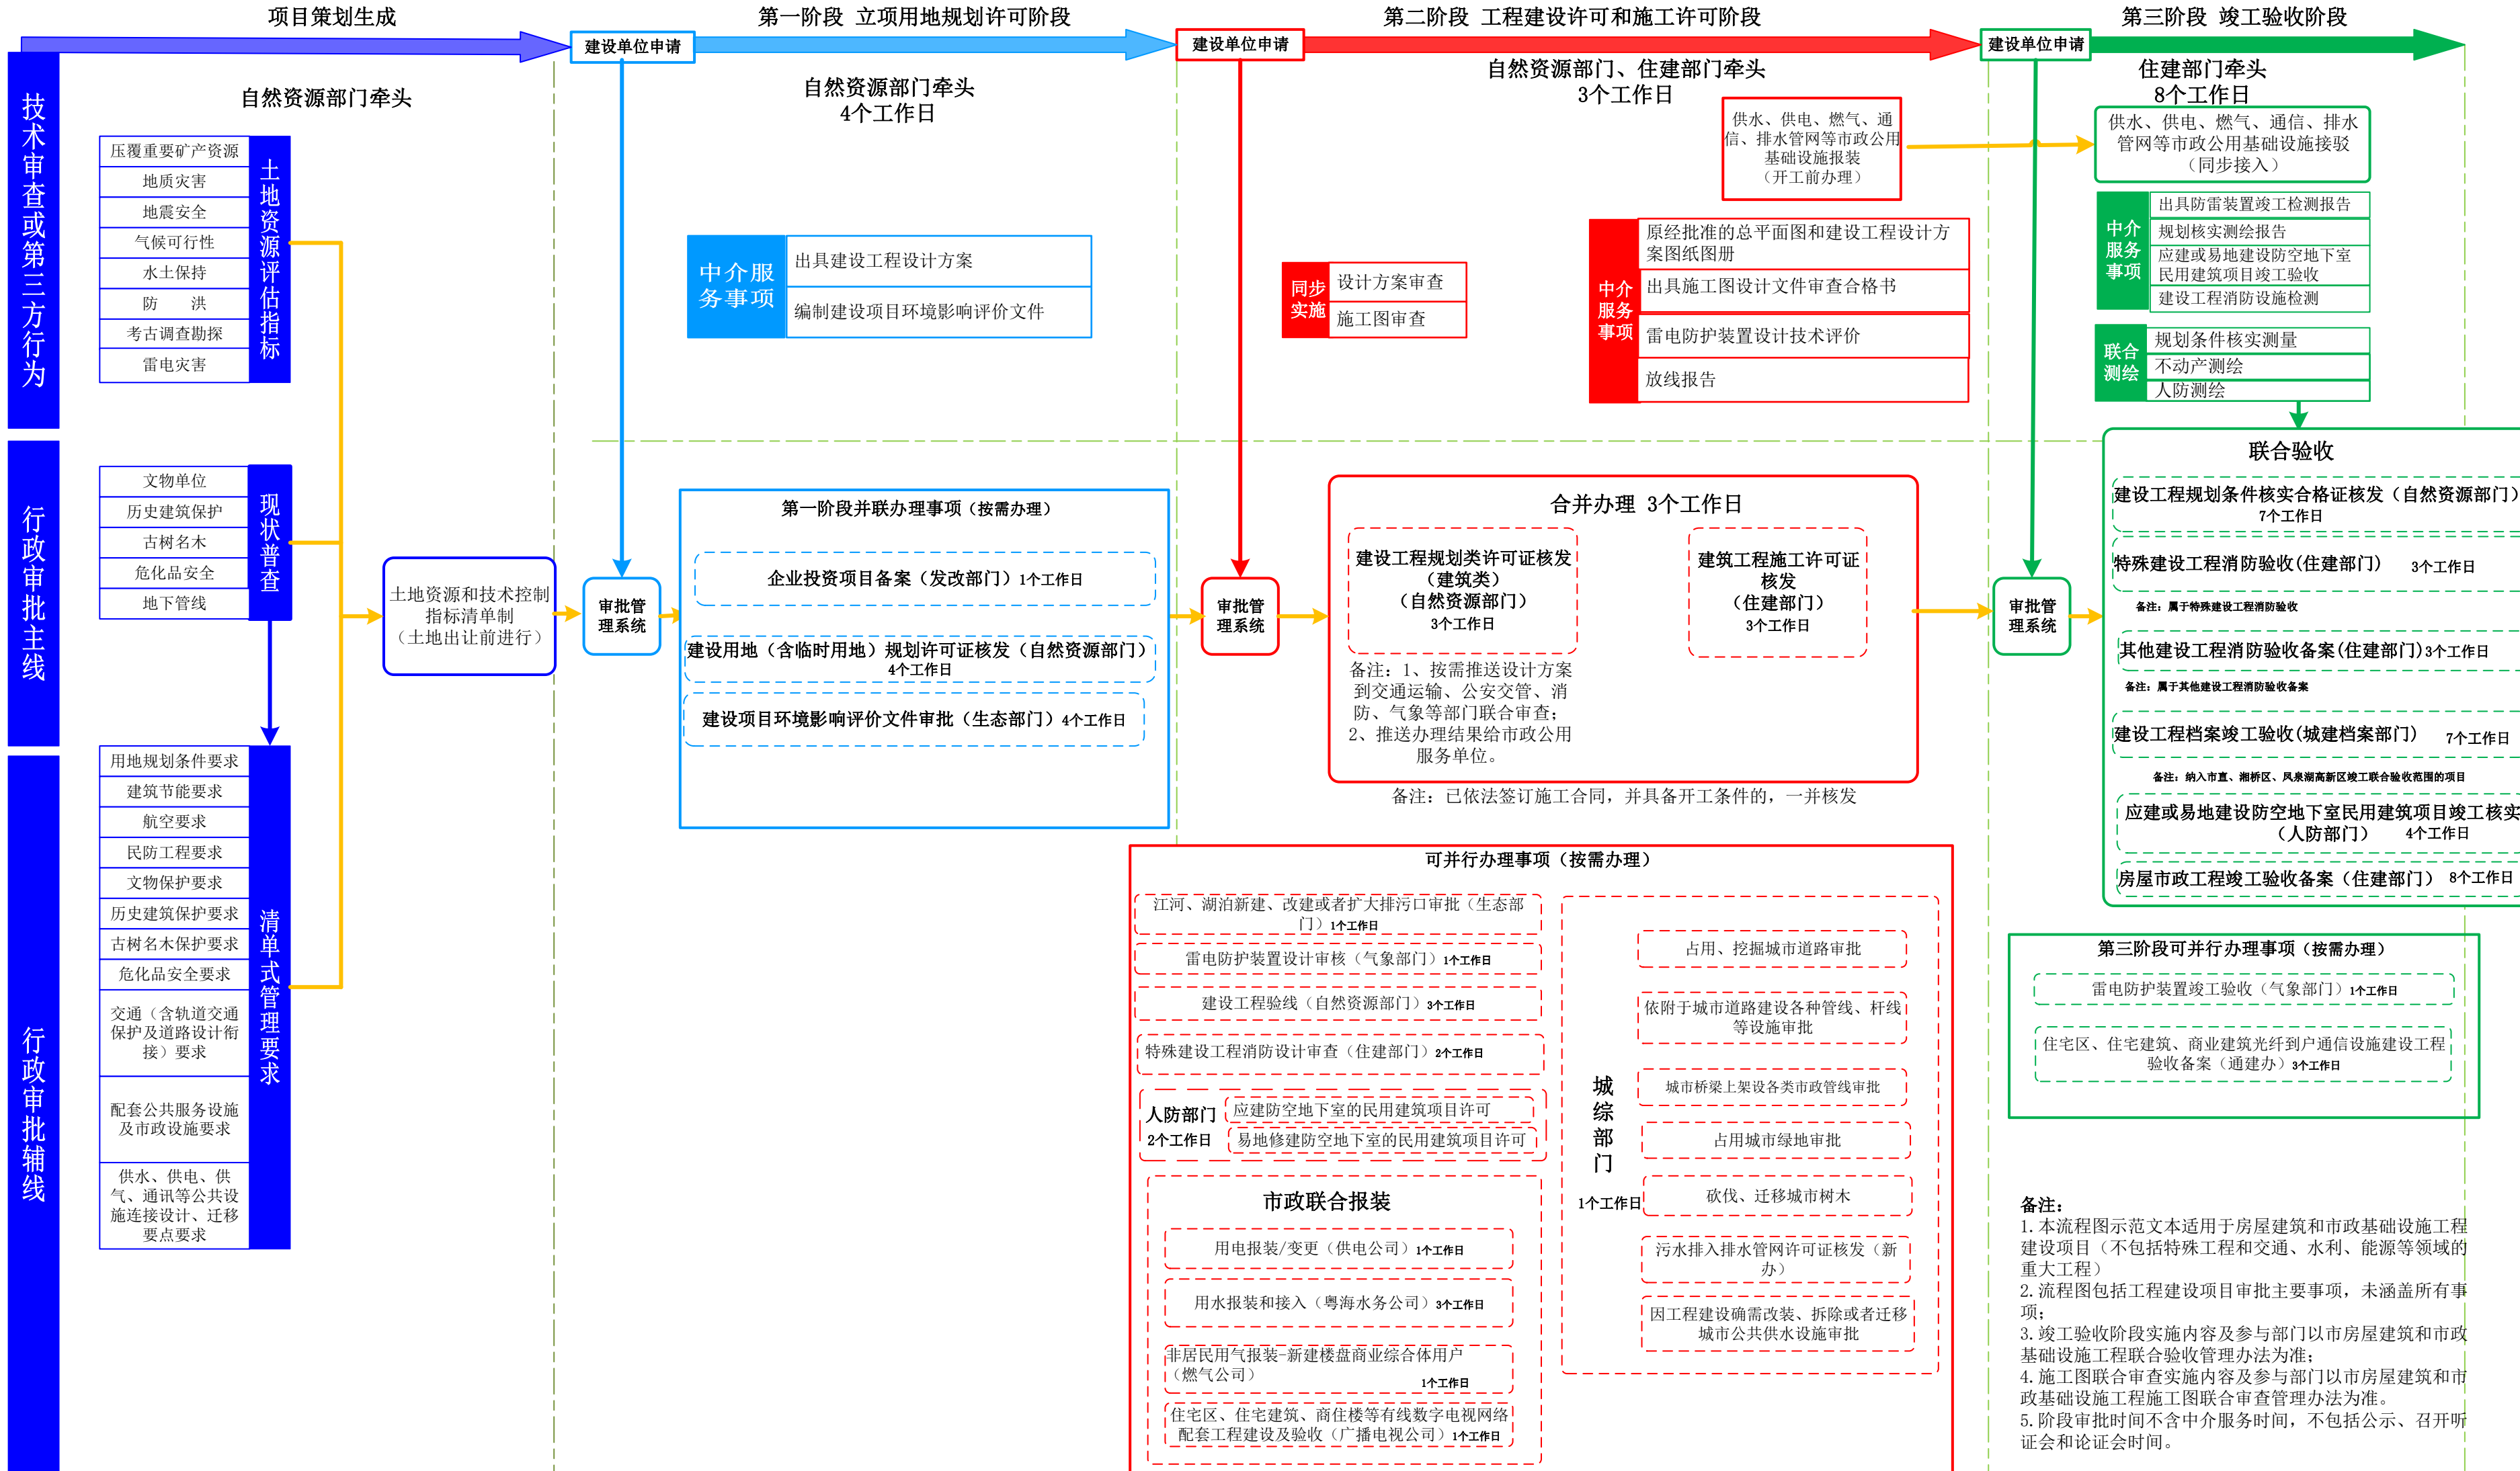 项目策划生成
第一阶段 立项用地规划许可阶段
第二阶段 工程建设许可和施工许可阶段
第三阶段 竣工验收阶段
建设单位申请
建设单位申请
建设单位申请
技术审查或第三方行为
行政审批主线
行政审批辅线
自然资源部门牵头
压覆重要矿产资源
地质灾害
地震安全
气候可行性
水土保持
防 洪
考古调查勘探
雷电灾害
土地资源评估指标
文物单位
历史建筑保护
古树名木
危化品安全
地下管线
现状普查
用地规划条件要求
建筑节能要求
航空要求
民防工程要求
文物保护要求
历史建筑保护要求
古树名木保护要求
危化品安全要求
交通（含轨道交通
保护及道路设计衔
接）要求
配套公共服务设施
及市政设施要求
供水、供电、供
气、通讯等公共设
施连接设计、迁移
要点要求
清单式管理要求
土地资源和技术控制
指标清单制
（土地出让前进行）
自然资源部门牵头
4个工作日
中介服
务事项
出具建设工程设计方案
编制建设项目环境影响评价文件
审批管
理系统
第一阶段并联办理事项（按需办理）
企业投资项目备案（发改部门）1个工作日
建设用地（含临时用地）规划许可证核发（自然资源部门）
4个工作日
建设项目环境影响评价文件审批（生态部门）4个工作日
自然资源部门、住建部门牵头
3个工作日
供水、供电、燃气、通
信、排水管网等市政公用
基础设施报装
（开工前办理）
同步
实施
设计方案审查
施工图审查
中介
服务
事项
原经批准的总平面图和建设工程设计方
案图纸图册
出具施工图设计文件审查合格书
雷电防护装置设计技术评价
放线报告
审批管
理系统
合并办理 3个工作日
建设工程规划类许可证核发
（建筑类）
（自然资源部门）
3个工作日
建筑工程施工许可证
核发
（住建部门）
3个工作日
备注：1、按需推送设计方案
到交通运输、公安交管、消
防、气象等部门联合审查；
2、推送办理结果给市政公用
服务单位。
备注：已依法签订施工合同，并具备开工条件的，一并核发
可并行办理事项（按需办理）
江河、湖泊新建、改建或者扩大排污口审批（生态部
门）1个工作日
雷电防护装置设计审核（气象部门）1个工作日
建设工程验线（自然资源部门）3个工作日
特殊建设工程消防设计审查（住建部门）2个工作日
人防部门
2个工作日
应建防空地下室的民用建筑项目许可
易地修建防空地下室的民用建筑项目许可
市政联合报装
用电报装/变更（供电公司）1个工作日
用水报装和接入（粤海水务公司）3个工作日
非居民用气报装-新建楼盘商业综合体用户
（燃气公司）
1个工作日
住宅区、住宅建筑、商住楼等有线数字电视网络
配套工程建设及验收（广播电视公司）1个工作日
城综部门
1个工作日
占用、挖掘城市道路审批
依附于城市道路建设各种管线、杆线
等设施审批
城市桥梁上架设各类市政管线审批
占用城市绿地审批
砍伐、迁移城市树木
污水排入排水管网许可证核发（新
办）
因工程建设确需改装、拆除或者迁移
城市公共供水设施审批
住建部门牵头
8个工作日
供水、供电、燃气、通信、排水
管网等市政公用基础设施接驳
（同步接入）
中介
服务
事项
出具防雷装置竣工检测报告
规划核实测绘报告
应建或易地建设防空地下室
民用建筑项目竣工验收
建设工程消防设施检测
联合
测绘
规划条件核实测量
不动产测绘
人防测绘
审批管
理系统
联合验收
建设工程规划条件核实合格证核发（自然资源部门）
7个工作日
特殊建设工程消防验收(住建部门) 3个工作日
备注：属于特殊建设工程消防验收
其他建设工程消防验收备案(住建部门)3个工作日
备注：属于其他建设工程消防验收备案
建设工程档案竣工验收(城建档案部门) 7个工作日
备注：纳入市直、湘桥区、凤泉湖高新区竣工联合验收范围的项目
应建或易地建设防空地下室民用建筑项目竣工核实
（人防部门） 4个工作日
房屋市政工程竣工验收备案（住建部门） 8个工作日
第三阶段可并行办理事项（按需办理）
雷电防护装置竣工验收（气象部门）1个工作日
住宅区、住宅建筑、商业建筑光纤到户通信设施建设工程
验收备案（通建办）3个工作日
备注：
1.本流程图示范文本适用于房屋建筑和市政基础设施工程
建设项目（不包括特殊工程和交通、水利、能源等领域的
重大工程）
2.流程图包括工程建设项目审批主要事项，未涵盖所有事
项；
3.竣工验收阶段实施内容及参与部门以市房屋建筑和市政
基础设施工程联合验收管理办法为准；
4.施工图联合审查实施内容及参与部门以市房屋建筑和市
政基础设施工程施工图联合审查管理办法为准。
5.阶段审批时间不含中介服务时间，不包括公示、召开听
证会和论证会时间。